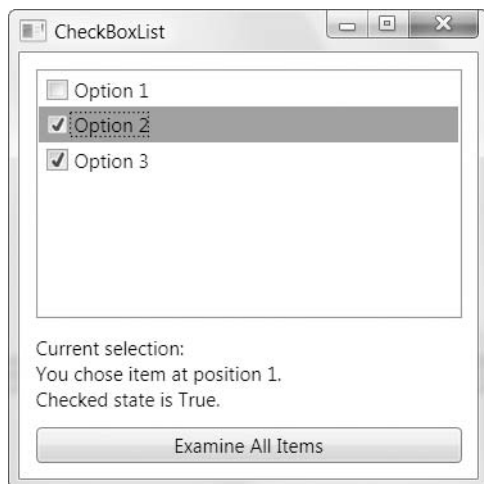 CheckBoxList
Option 1
Option 2
Option 3
Current selection:
You chose item at position 1.
Checked state is True.
Examine All Items